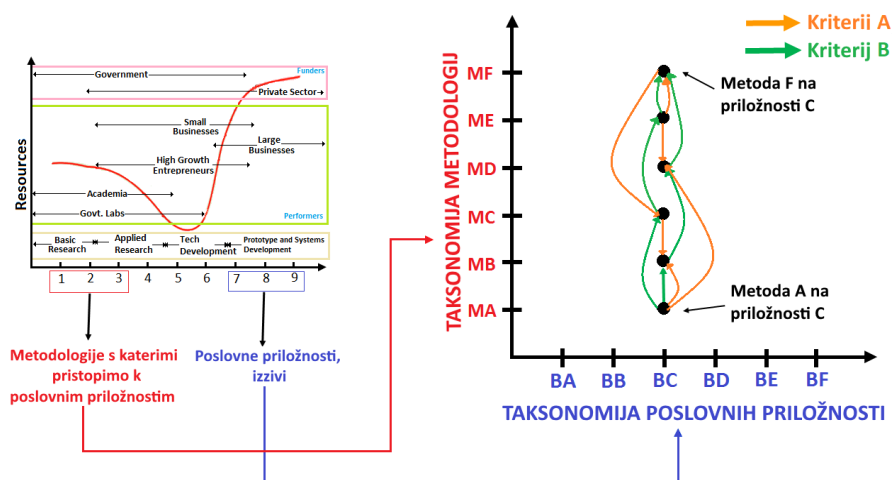 Funders
Government
Private Sector
Small
Businesses
Large
Businesses
High Growth
Entrepreneurs
Academia
Govt. Labs
Performers
Resources
Basic
Research
Applied
Research
Tech
Development
Prototype and Systems
Development
1 2 3 4 5 6 7 8 9
Metodologije s katerimi
pristopimo k
poslovnim priložnostim
Poslovne priložnosti,
izzivi
Kriterij A
Kriterij B
TAKSONOMIJA METODOLOGIJ
MF
ME
MD
MC
MB
MA
Metoda F na
priložnosti C
Metoda A na
priložnosti C
BA BB BC BD BE BF
TAKSONOMIJA POSLOVNIH PRILOŽNOSTI